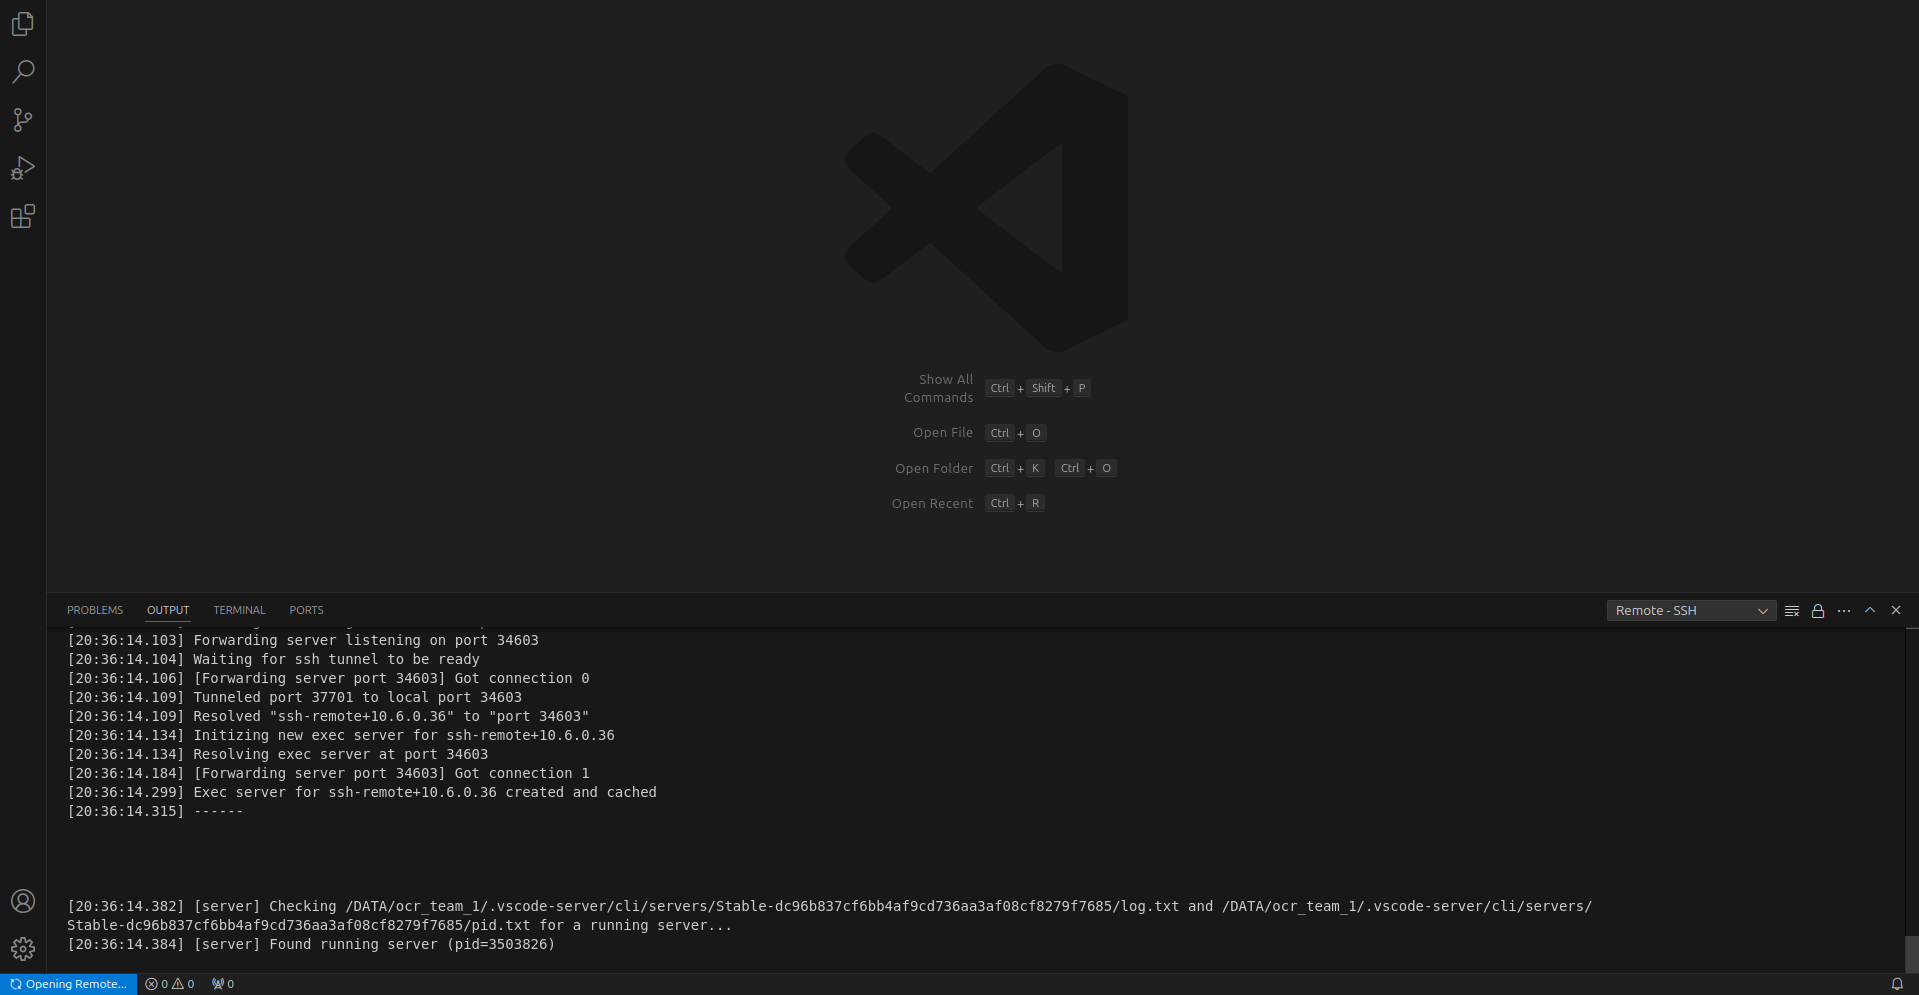 Show All
Commands
Ctrl + Shift + P
Open File Ctrl + O
Open Folder Ctrl + K Ctrl + O
Open Recent Ctrl + R
PROBLEMS OUTPUT TERMINAL PORTS Remote - SSH
[20:36:14.103] Forwarding server listening on port 34603
[20:36:14.104] Waiting for ssh tunnel to be ready
[20:36:14.106] [Forwarding server port 34603] Got connection 0
[20:36:14.109] Tunneled port 37701 to local port 34603
[20:36:14.109] Resolved "ssh-remote+10.6.0.36" to "port 34603"
[20:36:14.134] Initizing new exec server for ssh-remote+10.6.0.36
[20:36:14.134] Resolving exec server at port 34603
[20:36:14.184] [Forwarding server port 34603] Got connection 1
[20:36:14.299] Exec server for ssh-remote+10.6.0.36 created and cached
[20:36:14.315] ------
[20:36:14.382] [server] Checking /DATA/ocr_team_1/.vscode-server/cli/servers/Stable-dc96b837cf6bb4af9cd736aa3af08cf8279f7685/log.txt and /DATA/ocr_team_1/.vscode-server/cli/servers/
Stable-dc96b837cf6bb4af9cd736aa3af08cf8279f7685/pid.txt for a running server...
[20:36:14.384] [server] Found running server (pid=3503826)
Opening Remote... 0 0 0